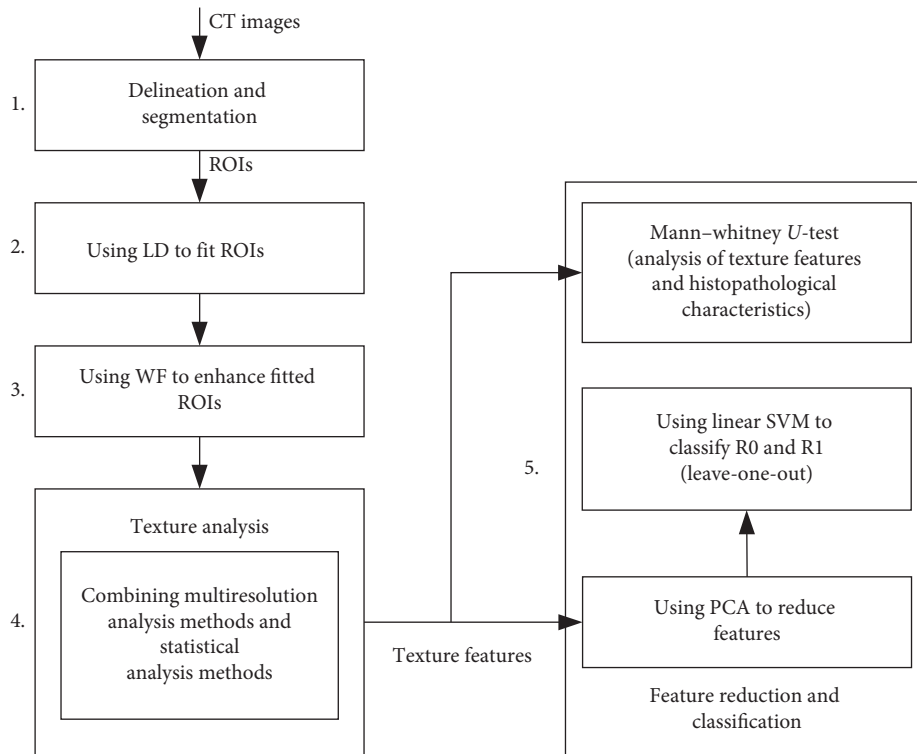 CT images
1.
Delineation and
segmentation
ROIs
2.
Using LD to fit ROIs
3.
Using WF to enhance fitted
ROIs
4.
Texture analysis
Combining multiresolution
analysis methods and
statistical
analysis methods
Texture features
5.
Mann–whitney U-test
(analysis of texture features
and histopathological
characteristics)
Using linear SVM to
classify R0 and R1
(leave-one-out)
Using PCA to reduce
features
Feature reduction and
classification